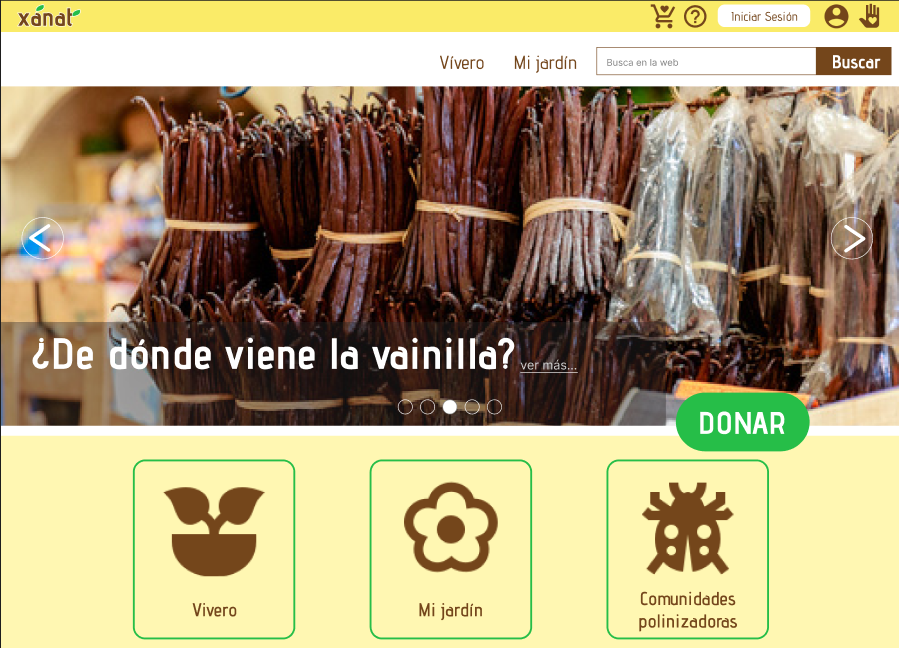 xanat
Iniciar Sesión
Vívero
Mi jardín
Busca en la web
Buscar
¿De dónde viene la vainilla? ver más...
DONAR
Vivero
Mi jardín
Comunidades
polinizadoras